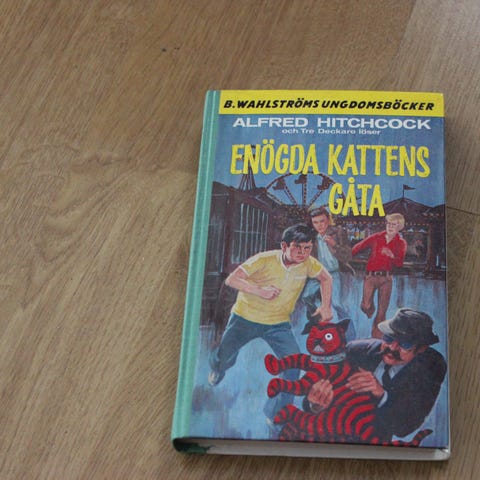 B. WAHLSTRÖMS UNGDOMSBÖCKER
ALFRED HITCHCOCK
och Tre Deckare löser
ENÖGDA KATTENS
GÅTA